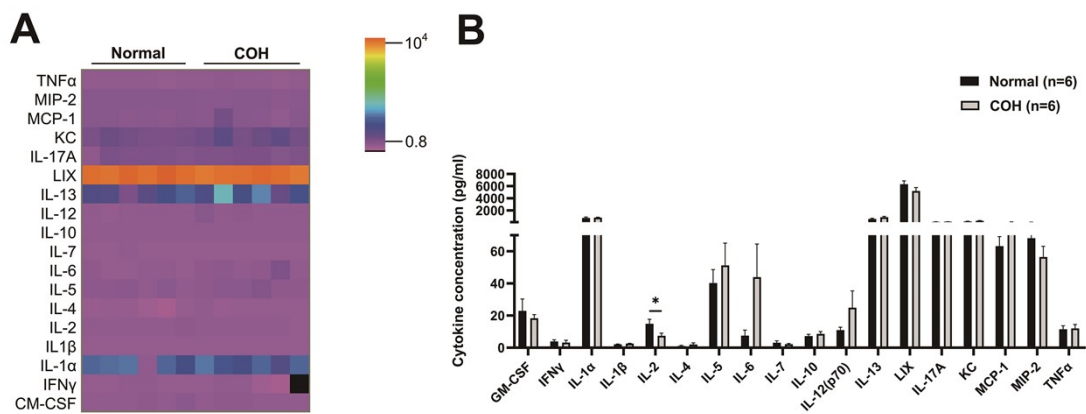 A
Normal COH
TNFα
MIP-2
MCP-1
KC
IL-17A
LIX
IL-13
IL-12
IL-10
IL-7
IL-6
IL-5
IL-4
IL-2
IL1β
IL-1α
IFNγ
CM-CSF
10⁴
0.8
B
Normal (n=6)
COH (n=6)
Cytokine concentration (pg/ml)
8000
6000
4000
2000
60
40
20
0
*
GM-CSF IFNγ IL-1α IL-1β IL-2 IL-4 IL-5 IL-6 IL-7 IL-10 IL-12(p70) IL-13 LIX IL-17A KC MCP-1 MIP-2 TNFα